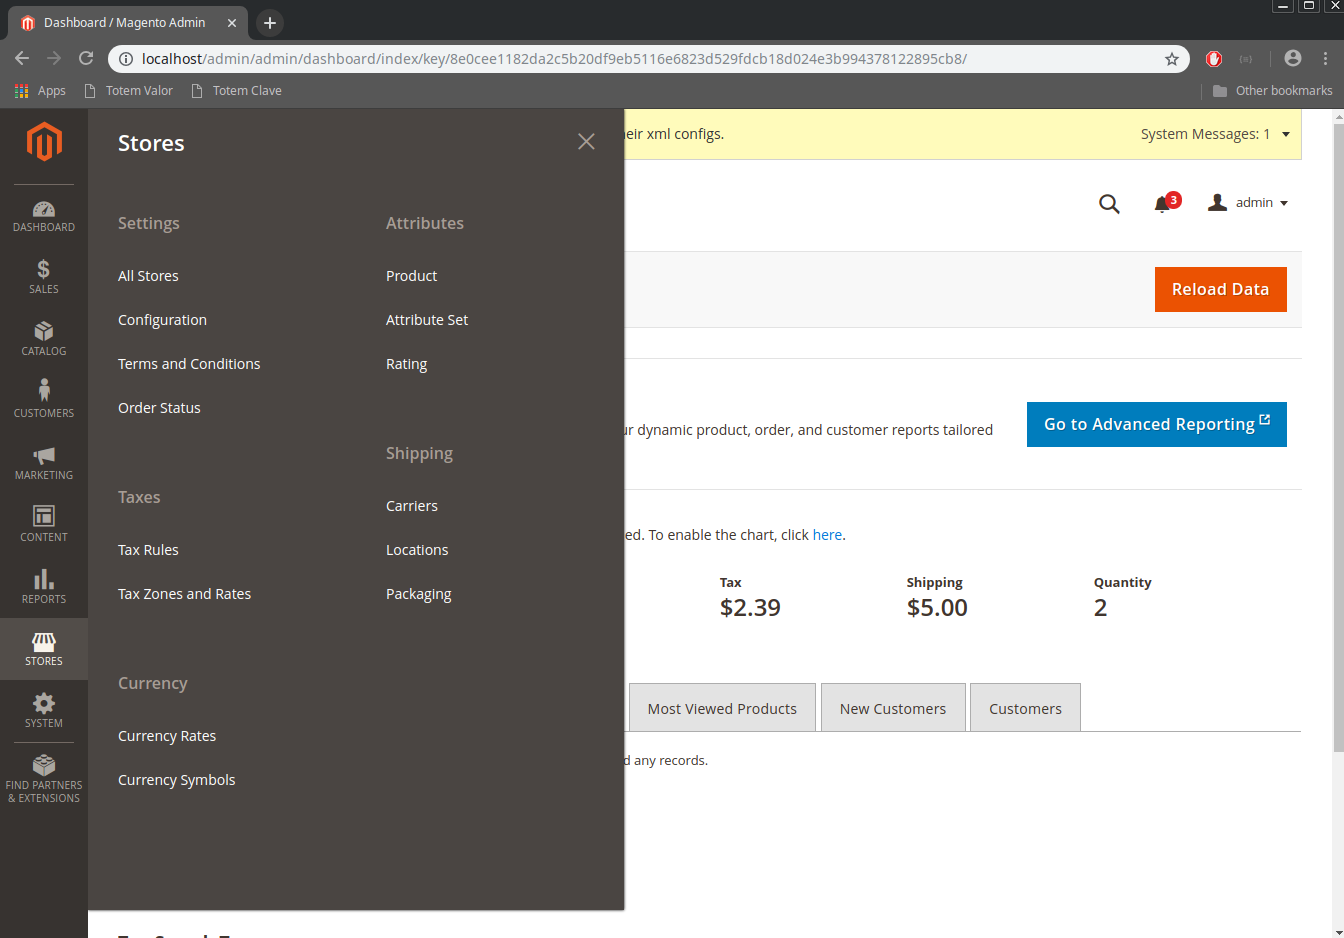 Dashboard / Magento Admin
localhost/admin/admin/dashboard/index/key/8e0cee1182da2c5b20df9eb5116e6823d529fdcb18d024e3b994378122895cb8/
Apps
Totem Valor
Totem Clave
Other bookmarks
DASHBOARD
SALES
CATALOG
CUSTOMERS
MARKETING
CONTENT
REPORTS
STORES
SYSTEM
FIND PARTNERS
& EXTENSIONS
Stores
Settings
All Stores
Configuration
Terms and Conditions
Order Status
Taxes
Tax Rules
Tax Zones and Rates
Currency
Currency Rates
Currency Symbols
Attributes
Product
Attribute Set
Rating
Shipping
Carriers
Locations
Packaging
xml configs.
System Messages: 1
3
admin
Reload Data
dynamic product, order, and customer reports tailored
Go to Advanced Reporting
To enable the chart, click here.
Tax
$2.39
Shipping
$5.00
Quantity
2
Most Viewed Products
New Customers
Customers
any records.